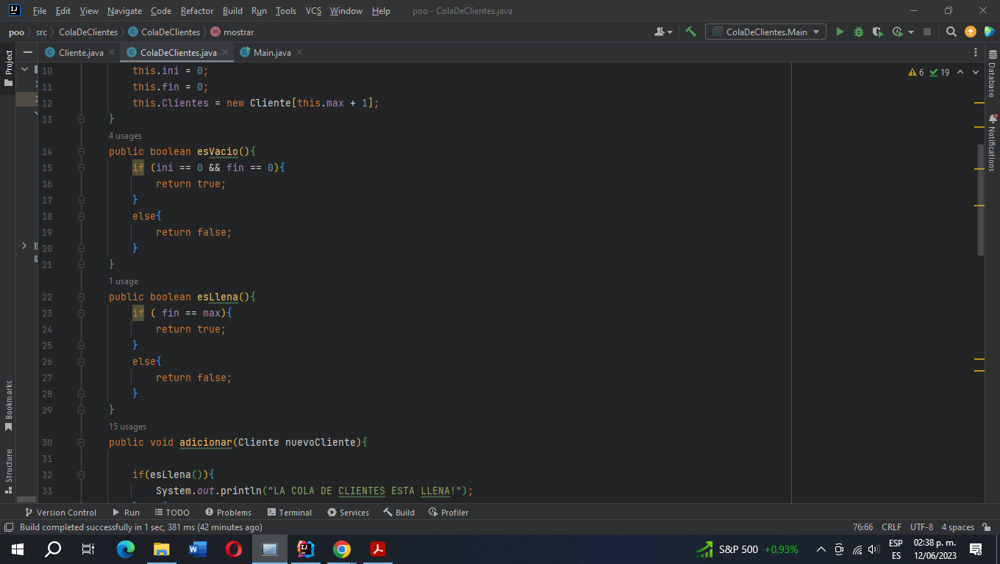 File Edit View Navigate Code Refactor Build Run Tools VCS Window Help poo - ColaDeClientes.java
poo src ColaDeClientes ColaDeClientes mostrar ColaDeClientes.Main
Project
Cliente.java ColaDeClientes.java Main.java
Database
Notifications
6 19
10 this.ini = 0;
11 this.fin = 0;
12 this.Clientes = new Cliente[this.max + 1];
13 }
4 usages
14 public boolean esVacio(){
15 if (ini == 0 && fin == 0){
16 return true;
17 }
18 else{
19 return false;
20 }
21 }
1 usage
22 public boolean esLlena(){
23 if ( fin == max){
24 return true;
25 }
26 else{
27 return false;
28 }
29 }
15 usages
30 public void adicionar(Cliente nuevoCliente){
31
32 if(esLlena()){
33 System.out.println("LA COLA DE CLIENTES ESTA LLENA!");
Bookmarks
Structure
Version Control Run TODO Problems Terminal Services Build Profiler
Build completed successfully in 1 sec, 381 ms (42 minutes ago) 76:66 CRLF UTF-8 4 spaces
S&P 500 +0,93% ESP 02:38 p. m.
ES 12/06/2023